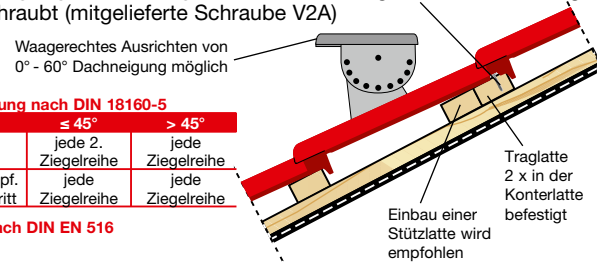 hraubt (mitgelieferte Schraube V2A)
Waagerechtes Ausrichten von
0° - 60° Dachneigung möglich
ung nach DIN 18160-5
≤ 45° > 45°
jede 2. Ziegelreihe jede Ziegelreihe
pf. ritt jede Ziegelreihe jede Ziegelreihe
ach DIN EN 516
Traglatte
2 x in der
Konterlatte
befestigt
Einbau einer
Stützlatte wird
empfohlen